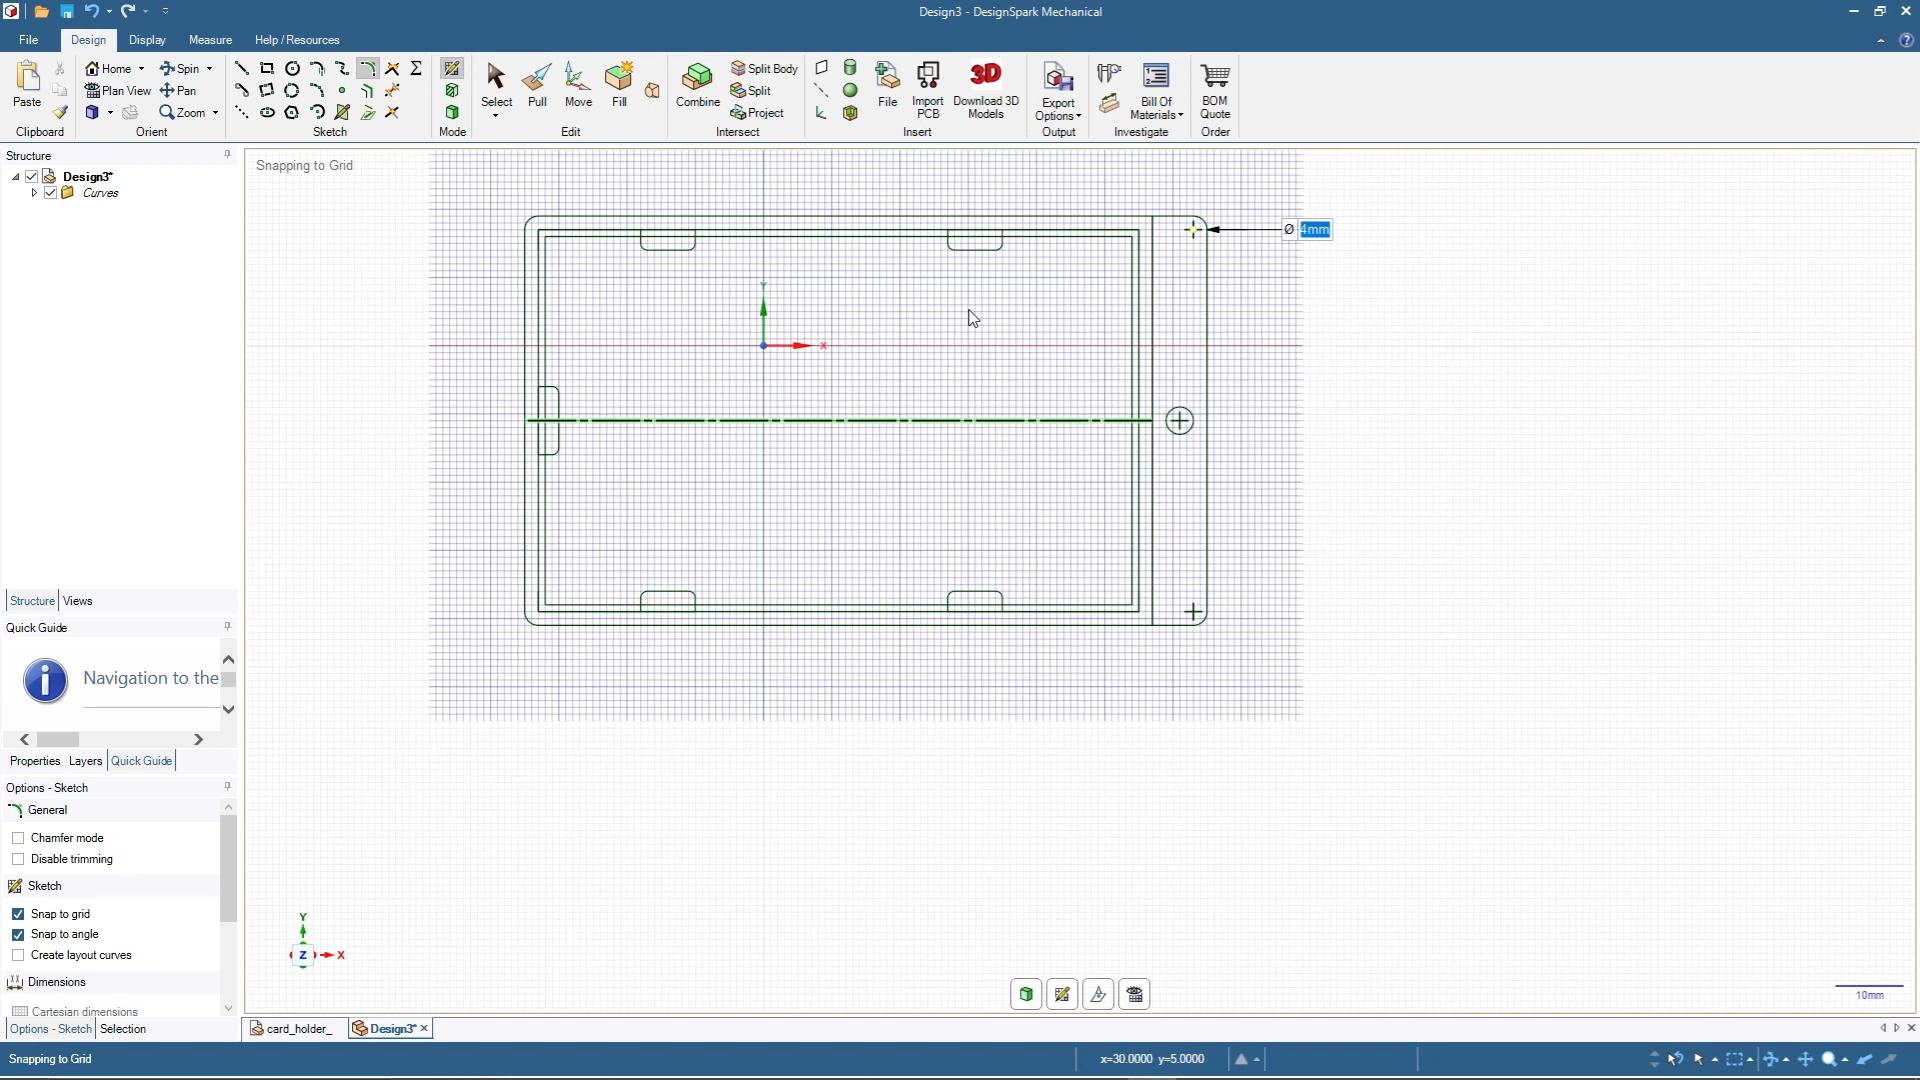 Design3 - DesignSpark Mechanical
File Design Display Measure Help / Resources
Paste
Clipboard
Home Spin
Plan View Pan
Zoom
Orient
Sketch
Mode
Select Pull Move Fill
Edit
Combine
Split Body
Split
Project
Intersect
File
Import PCB
Download 3D Models
3D
Insert
Export Options
Output
Bill Of Materials
Investigate
BOM Quote
Order
Structure
Design3*
Curves
Structure Views
Quick Guide
Navigation to the
Properties Layers Quick Guide
Options - Sketch
General
Chamfer mode
Disable trimming
Sketch
Snap to grid
Snap to angle
Create layout curves
Dimensions
Cartesian dimensions
Options - Sketch Selection
Snapping to Grid
Ø 4mm
Y
X
Y
Z X
10mm
card_holder_ Design3*
Snapping to Grid
x=30.0000 y=5.0000